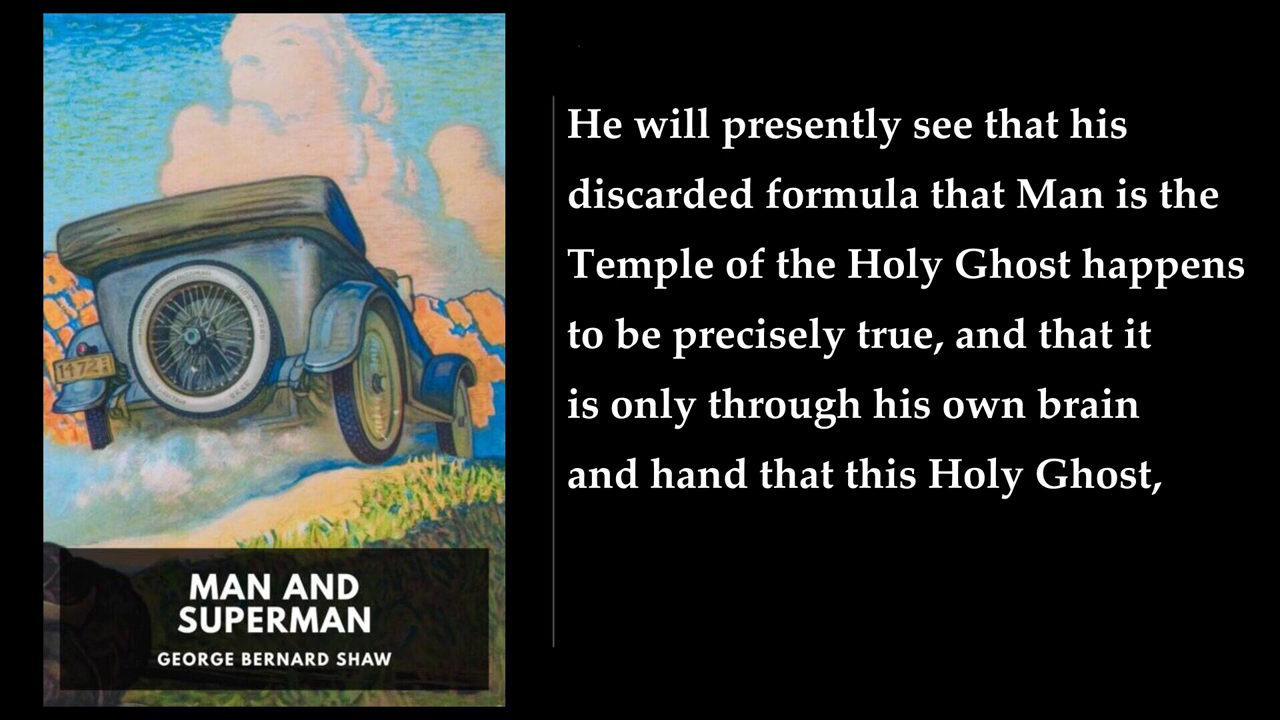 He will presently see that his
discarded formula that Man is the
Temple of the Holy Ghost happens
to be precisely true, and that it
is only through his own brain
and hand that this Holy Ghost,
1472
MAN AND
SUPERMAN
GEORGE BERNARD SHAW